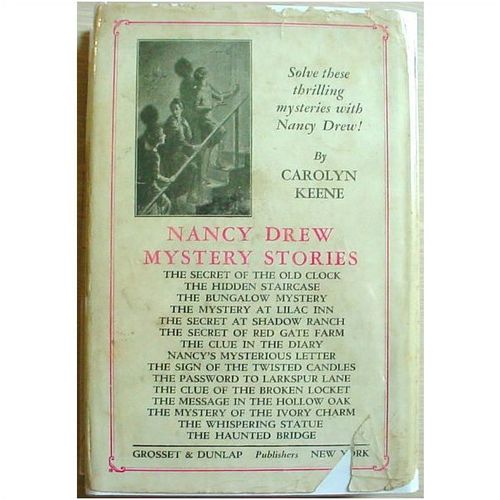 Solve these
thrilling
mysteries with
Nancy Drew!
By
CAROLYN
KEENE
NANCY DREW
MYSTERY STORIES
THE SECRET OF THE OLD CLOCK
THE HIDDEN STAIRCASE
THE BUNGALOW MYSTERY
THE MYSTERY AT LILAC INN
THE SECRET AT SHADOW RANCH
THE SECRET OF RED GATE FARM
THE CLUE IN THE DIARY
NANCY'S MYSTERIOUS LETTER
THE SIGN OF THE TWISTED CANDLES
THE PASSWORD TO LARKSPUR LANE
THE CLUE OF THE BROKEN LOCKET
THE MESSAGE IN THE HOLLOW OAK
THE MYSTERY OF THE IVORY CHARM
THE WHISPERING STATUE
THE HAUNTED BRIDGE
GROSSET & DUNLAP Publishers NEW YORK